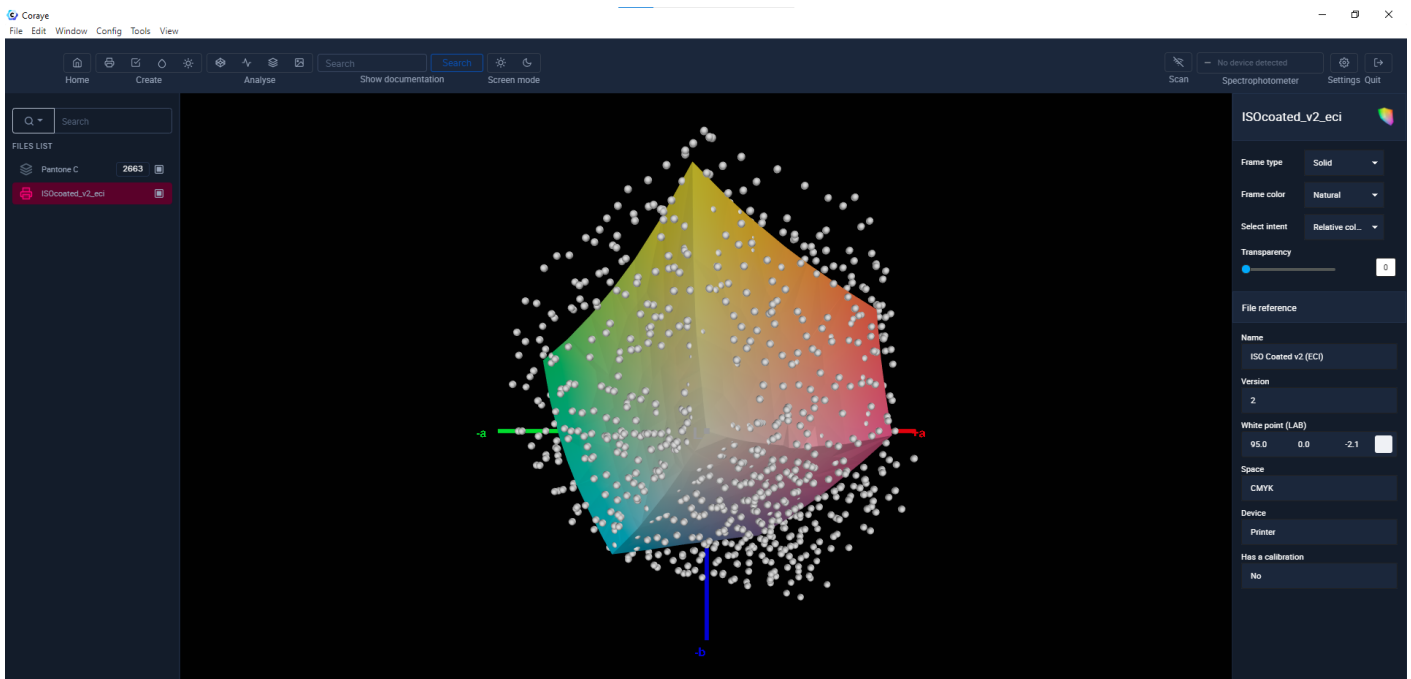 Coraye
File Edit Window Config Tools View
Search Search
Home Create Analyse Show documentation Screen mode
No device detected
Scan Spectrophotometer Settings Quit
Search
FILES LIST
Pantone C 2663
ISOcoated_v2_eci
-a
+a
-b
ISOcoated_v2_eci
Frame type Solid
Frame color Natural
Select intent Relative col...
Transparency
0
File reference
Name
ISO Coated v2 (ECI)
Version
2
White point (LAB)
95.0 0.0 -2.1
Space
CMYK
Device
Printer
Has a calibration
No